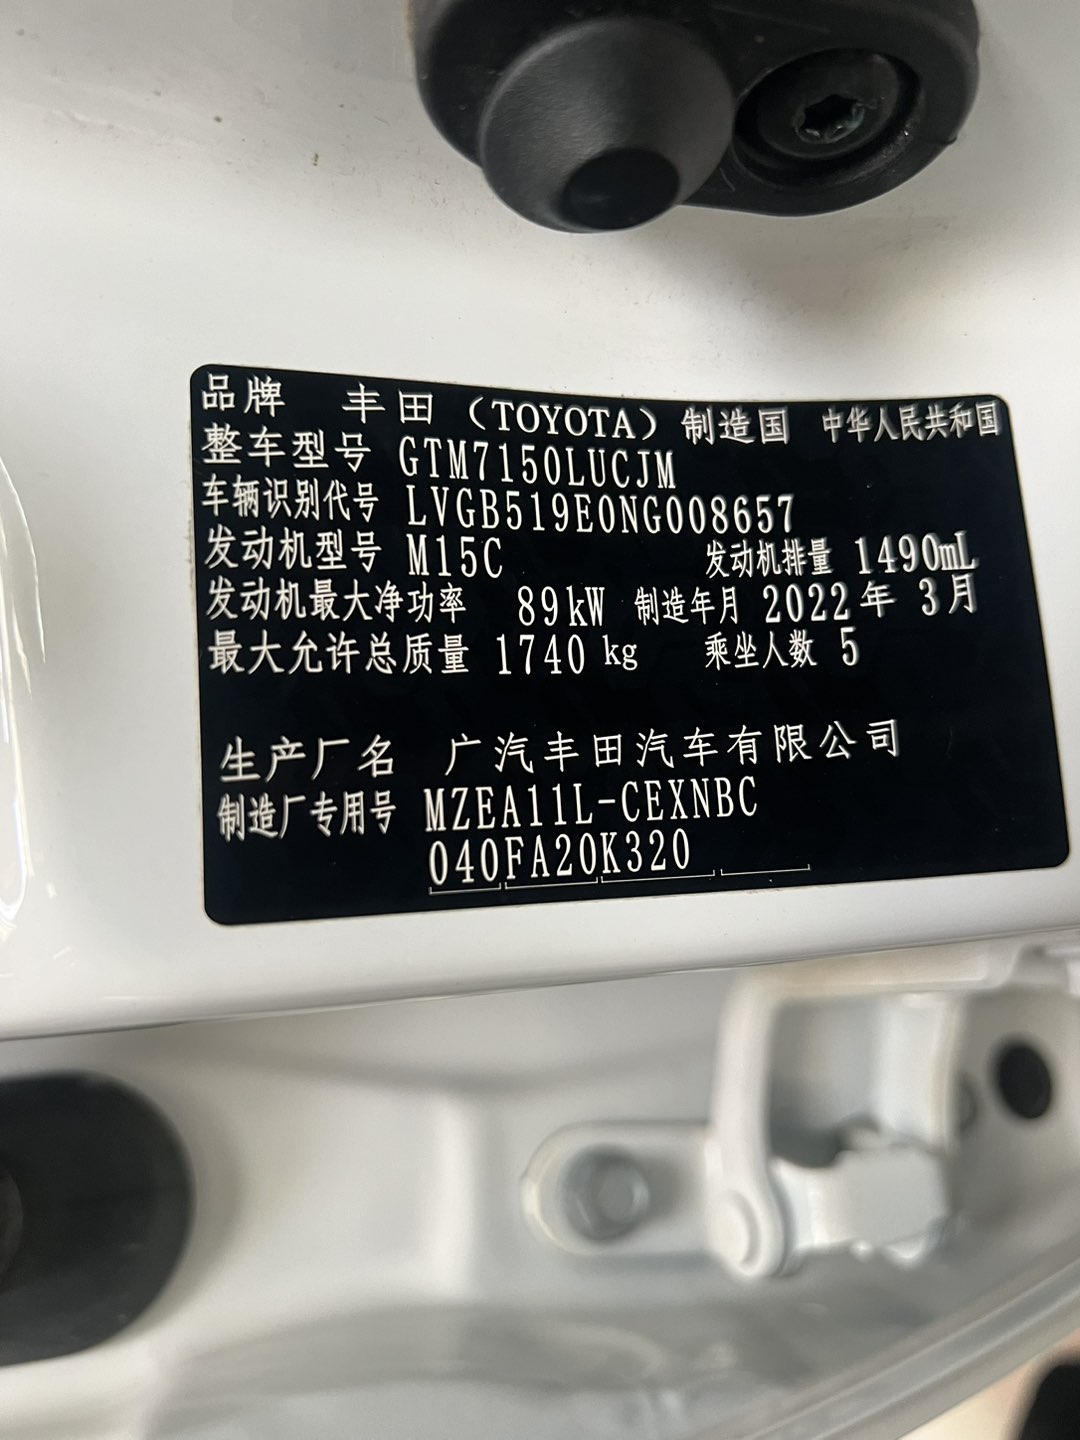 品牌 丰田（TOYOTA）制造国 中华人民共和国
整车型号 GTM7150LUCJM
车辆识别代号 LVGB519E0NG008657
发动机型号 M15C 发动机排量 1490mL
发动机最大净功率 89kW 制造年月 2022年 3月
最大允许总质量 1740 kg 乘坐人数 5
生产厂名 广汽丰田汽车有限公司
制造厂专用号 MZEA11L-CEXNBC
040FA20K320